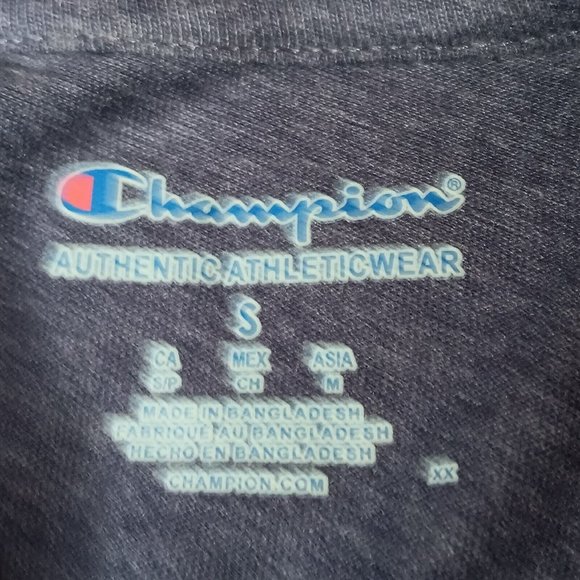 Champion®
AUTHENTIC ATHLETICWEAR
S
CA MEX ASIA
S/P CH M
MADE IN BANGLADESH
FABRIQUÉ AU BANGLADESH
HECHO EN BANGLADESH
CHAMPION.COM
XX